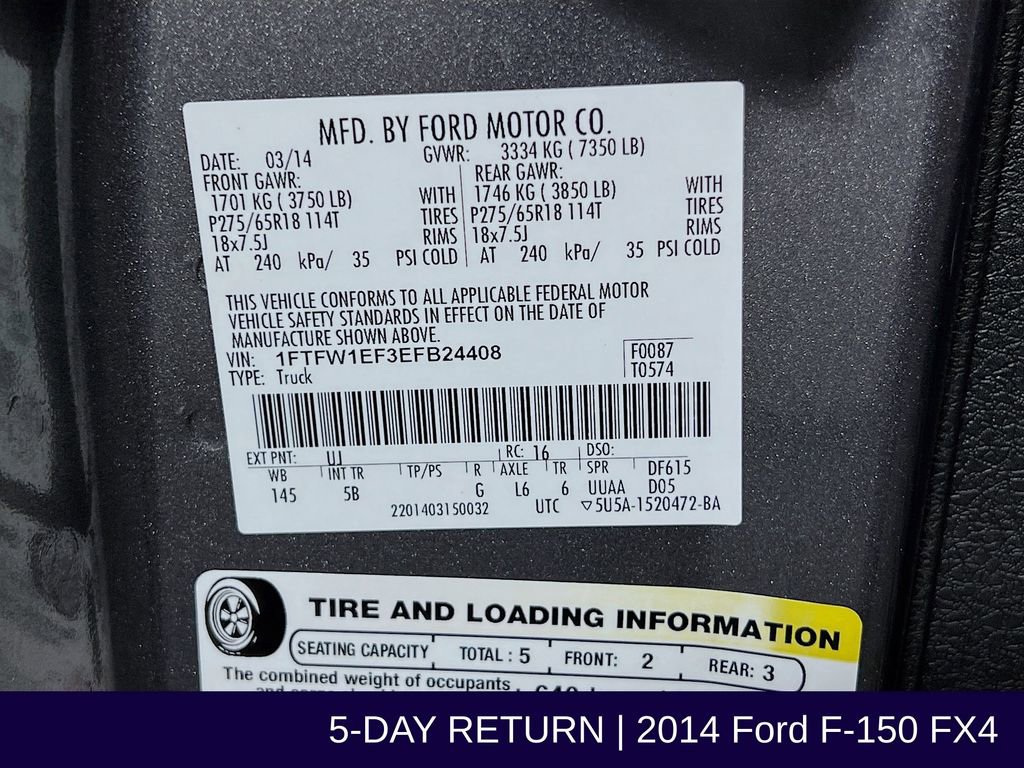 MFD. BY FORD MOTOR CO.
DATE: 03/14 GVWR: 3334 KG ( 7350 LB)
FRONT GAWR: REAR GAWR:
1701 KG ( 3750 LB) WITH 1746 KG ( 3850 LB) WITH
P275/65R18 114T TIRES P275/65R18 114T TIRES
18x7.5J RIMS 18x7.5J RIMS
AT 240 kPa/ 35 PSI COLD AT 240 kPa/ 35 PSI COLD
THIS VEHICLE CONFORMS TO ALL APPLICABLE FEDERAL MOTOR
VEHICLE SAFETY STANDARDS IN EFFECT ON THE DATE OF
MANUFACTURE SHOWN ABOVE.
VIN: 1FTFW1EF3EFB24408 F0087
TYPE: Truck T0574
EXT PNT: UJ RC: 16 DSO:
WB INT TR TP/PS R AXLE TR SPR DF615
145 5B G L6 6 UUAA D05
2201403150032 UTC ▽5U5A-1520472-BA
TIRE AND LOADING INFORMATION
SEATING CAPACITY TOTAL : 5 FRONT: 2 REAR: 3
The combined weight of occupants
5-DAY RETURN | 2014 Ford F-150 FX4